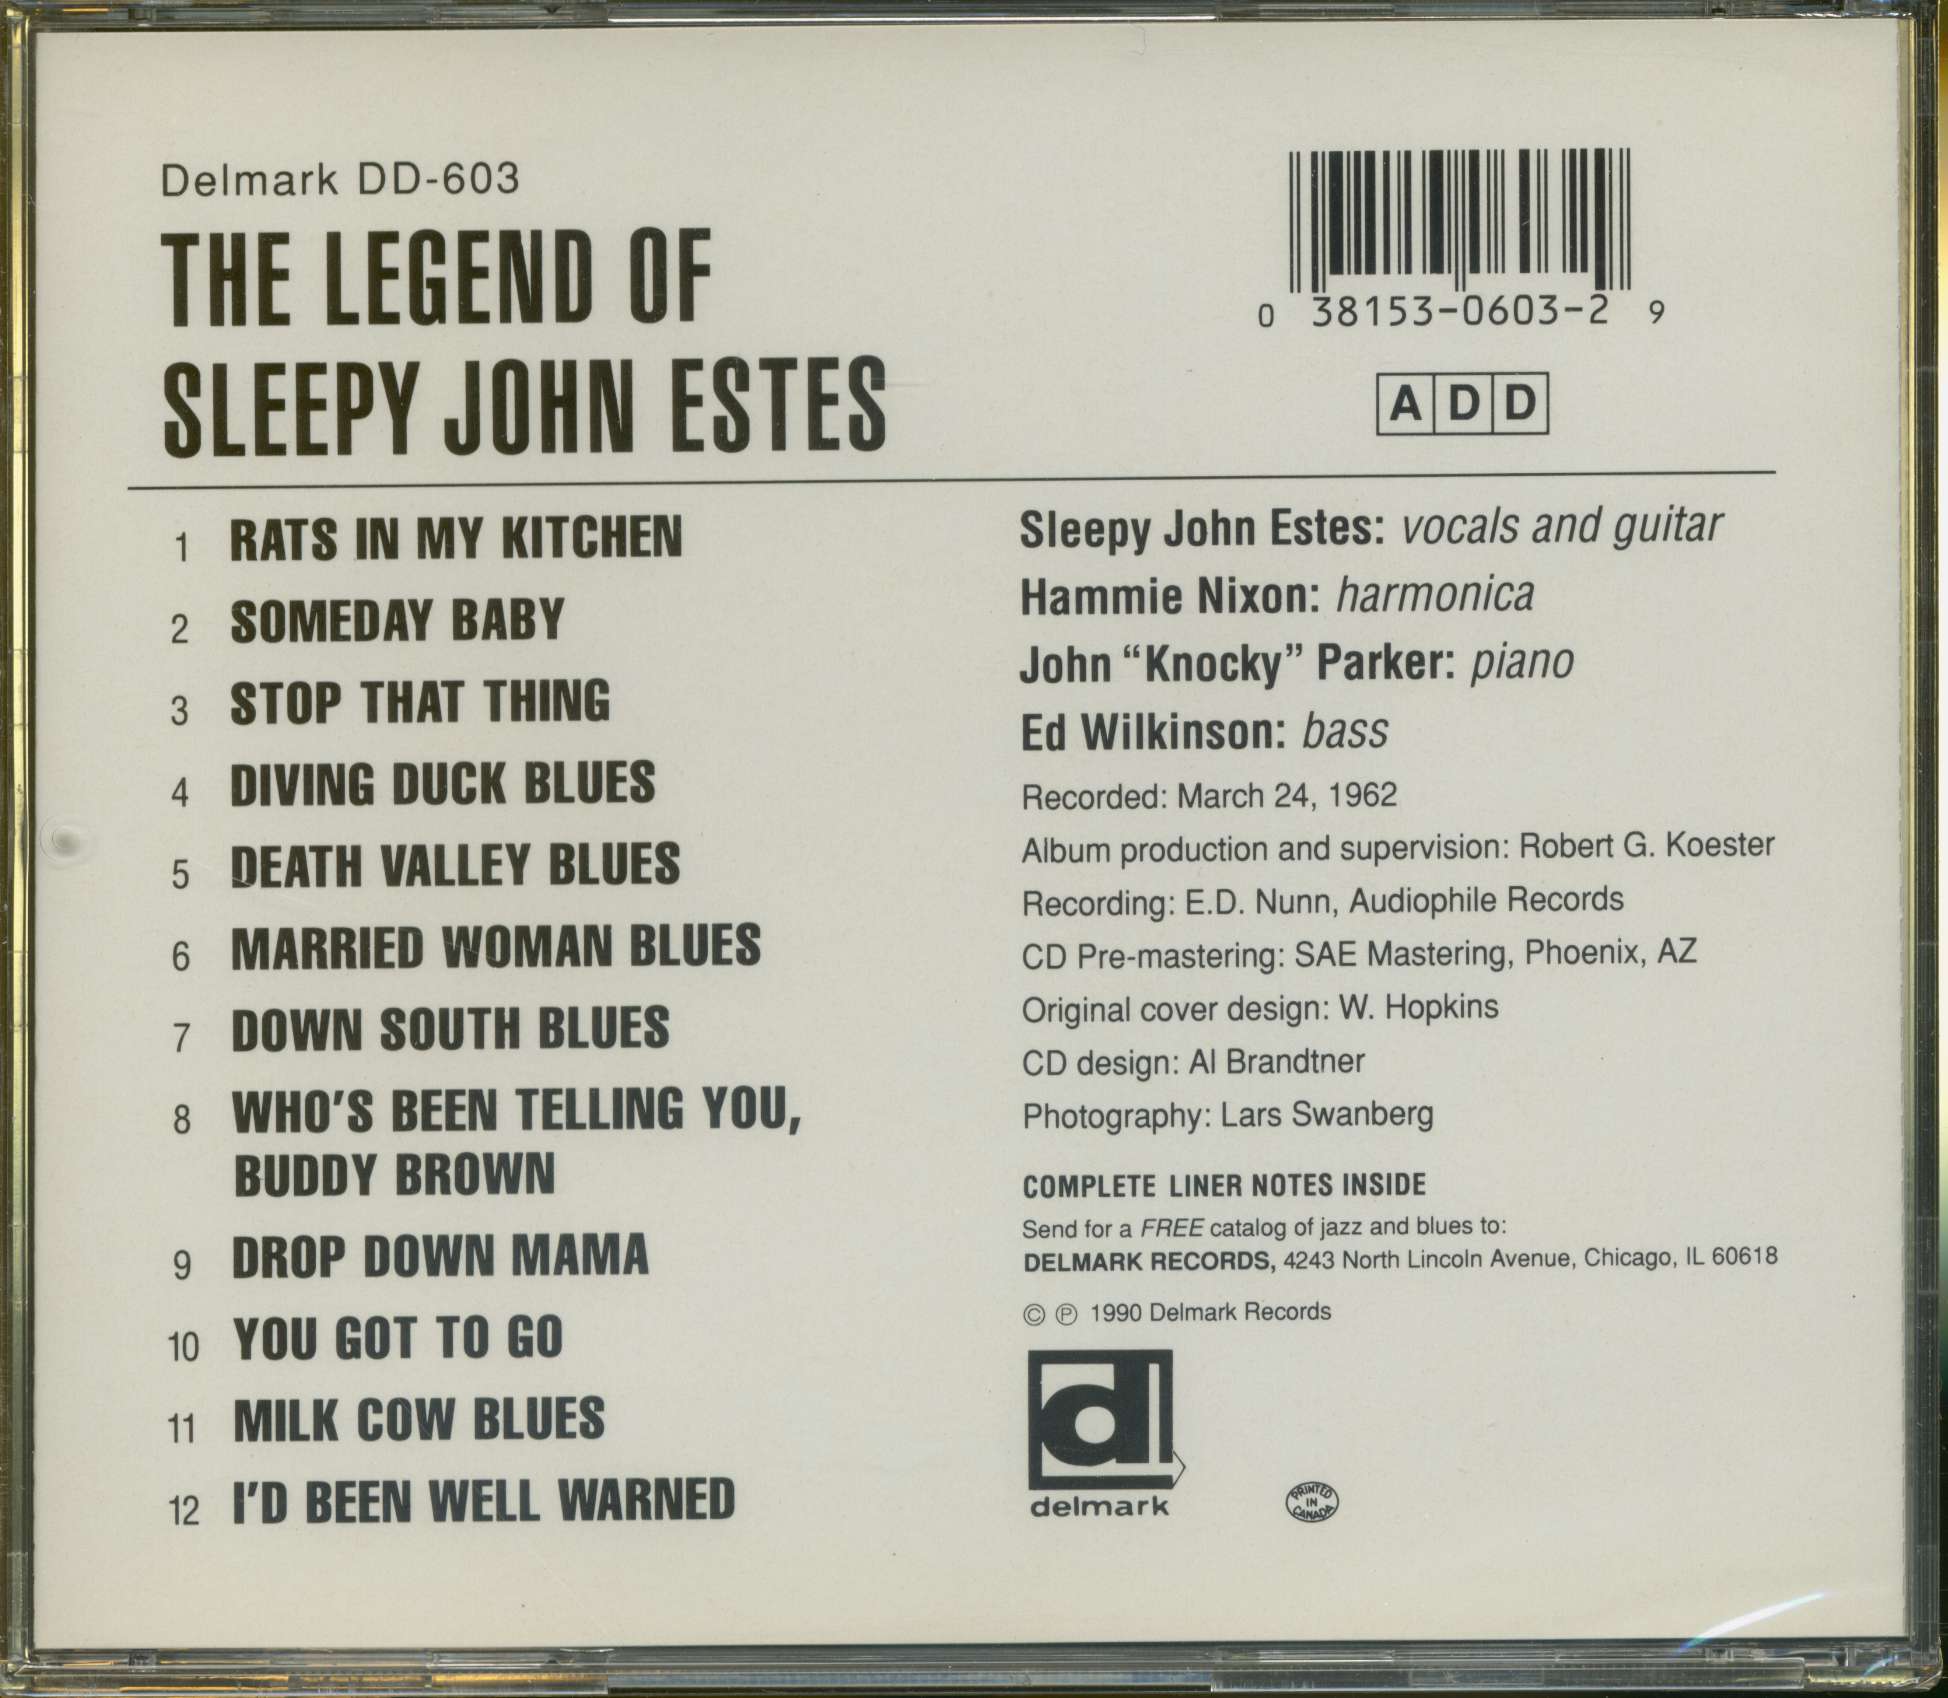 Delmark DD-603
THE LEGEND OF
SLEEPY JOHN ESTES
0 38153-0603-2 9
A D D
1 RATS IN MY KITCHEN
2 SOMEDAY BABY
3 STOP THAT THING
4 DIVING DUCK BLUES
5 DEATH VALLEY BLUES
6 MARRIED WOMAN BLUES
7 DOWN SOUTH BLUES
8 WHO'S BEEN TELLING YOU,
BUDDY BROWN
9 DROP DOWN MAMA
10 YOU GOT TO GO
11 MILK COW BLUES
12 I'D BEEN WELL WARNED
Sleepy John Estes: vocals and guitar
Hammie Nixon: harmonica
John “Knocky” Parker: piano
Ed Wilkinson: bass
Recorded: March 24, 1962
Album production and supervision: Robert G. Koester
Recording: E.D. Nunn, Audiophile Records
CD Pre-mastering: SAE Mastering, Phoenix, AZ
Original cover design: W. Hopkins
CD design: Al Brandtner
Photography: Lars Swanberg
COMPLETE LINER NOTES INSIDE
Send for a FREE catalog of jazz and blues to:
DELMARK RECORDS, 4243 North Lincoln Avenue, Chicago, IL 60618
© ℗ 1990 Delmark Records
d
delmark
PRINTED
IN
CANADA